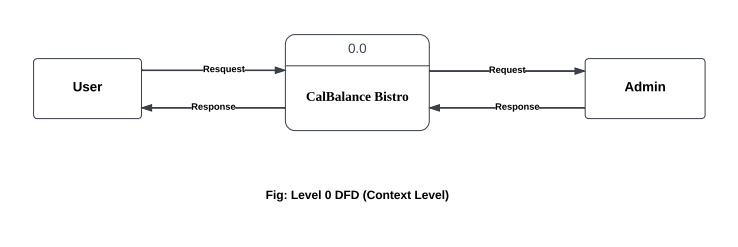 0.0
Resquest
Request
User
CalBalance Bistro
Admin
Response
Response
Fig: Level 0 DFD (Context Level)